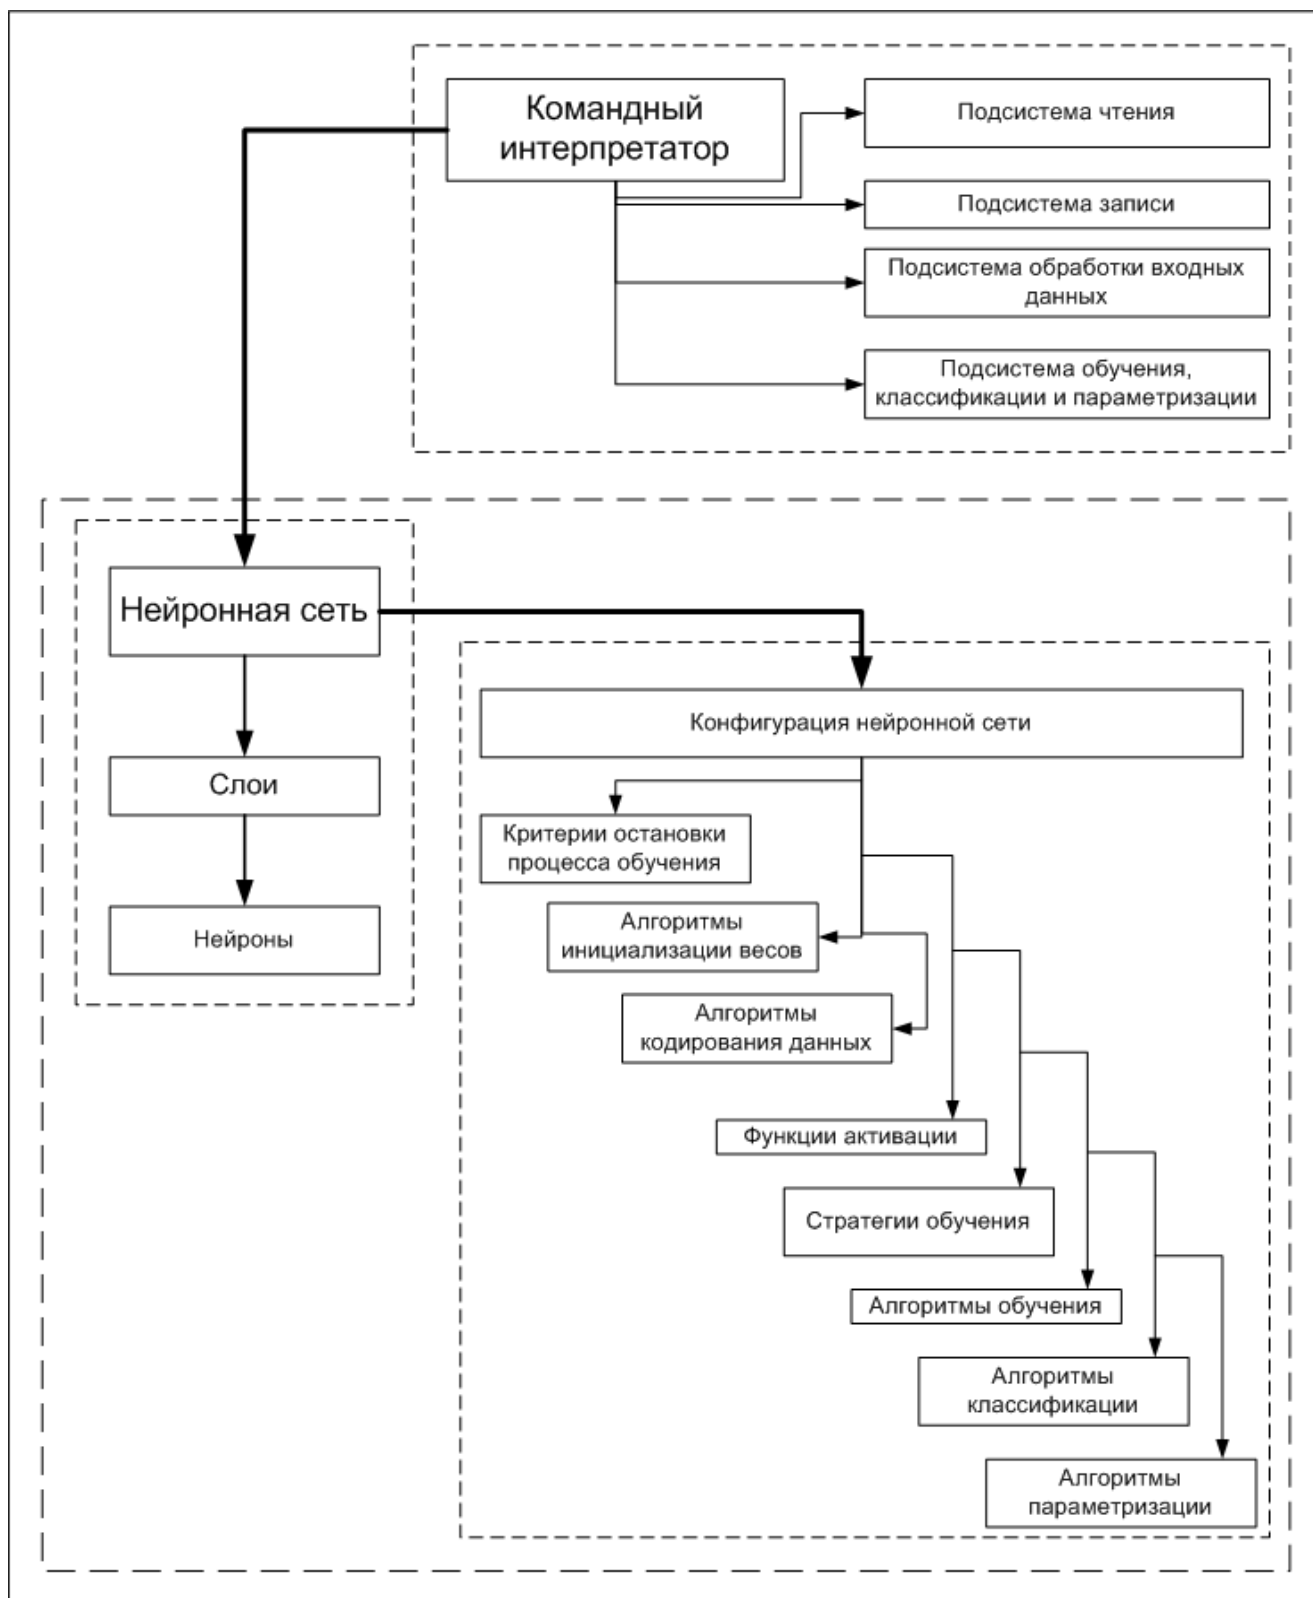 Командный
интерпретатор
Подсистема чтения
Подсистема записи
Подсистема обработки входных
данных
Подсистема обучения,
классификации и параметризации
Нейронная сеть
Слои
Нейроны
Конфигурация нейронной сети
Критерии остановки
процесса обучения
Алгоритмы
инициализации весов
Алгоритмы
кодирования данных
Функции активации
Стратегии обучения
Алгоритмы обучения
Алгоритмы
классификации
Алгоритмы
параметризации